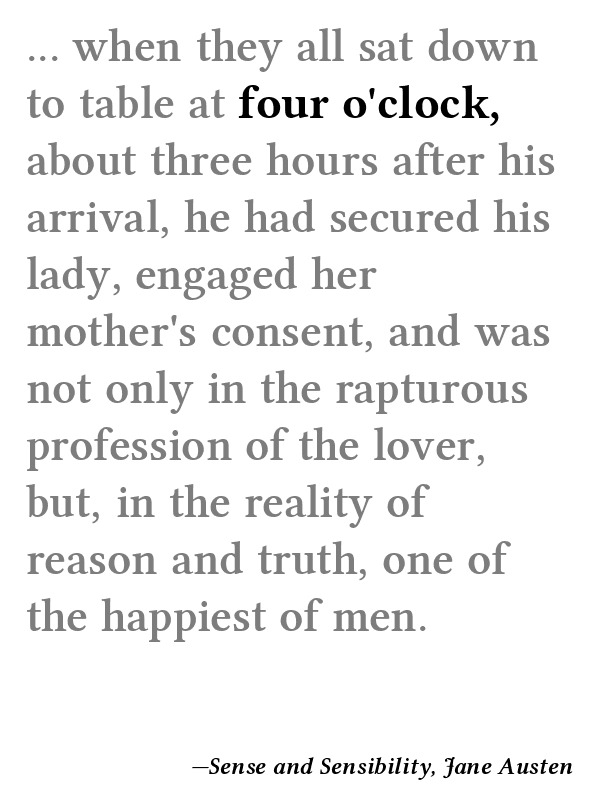 ... when they all sat down
to table at four o'clock,
about three hours after his
arrival, he had secured his
lady, engaged her
mother's consent, and was
not only in the rapturous
profession of the lover,
but, in the reality of
reason and truth, one of
the happiest of men.
—Sense and Sensibility, Jane Austen